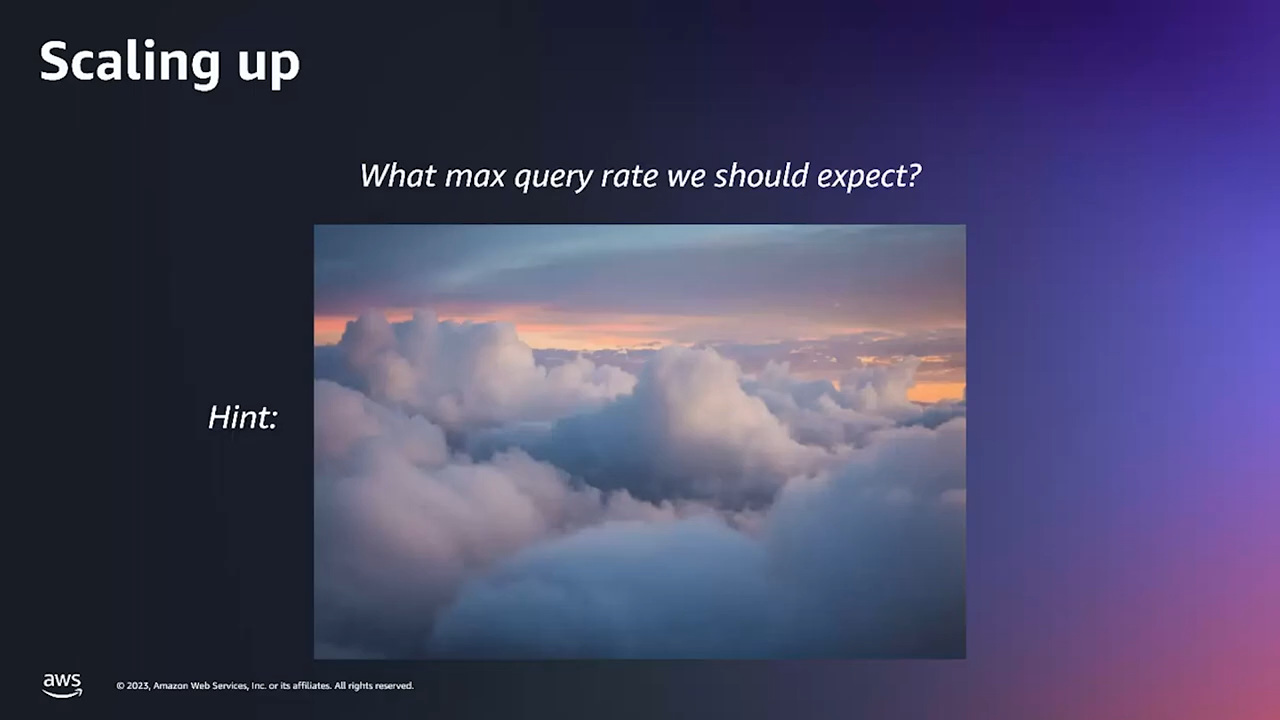 Scaling up
What max query rate we should expect?
Hint:
aws
© 2023, Amazon Web Services, Inc. or its affiliates. All rights reserved.